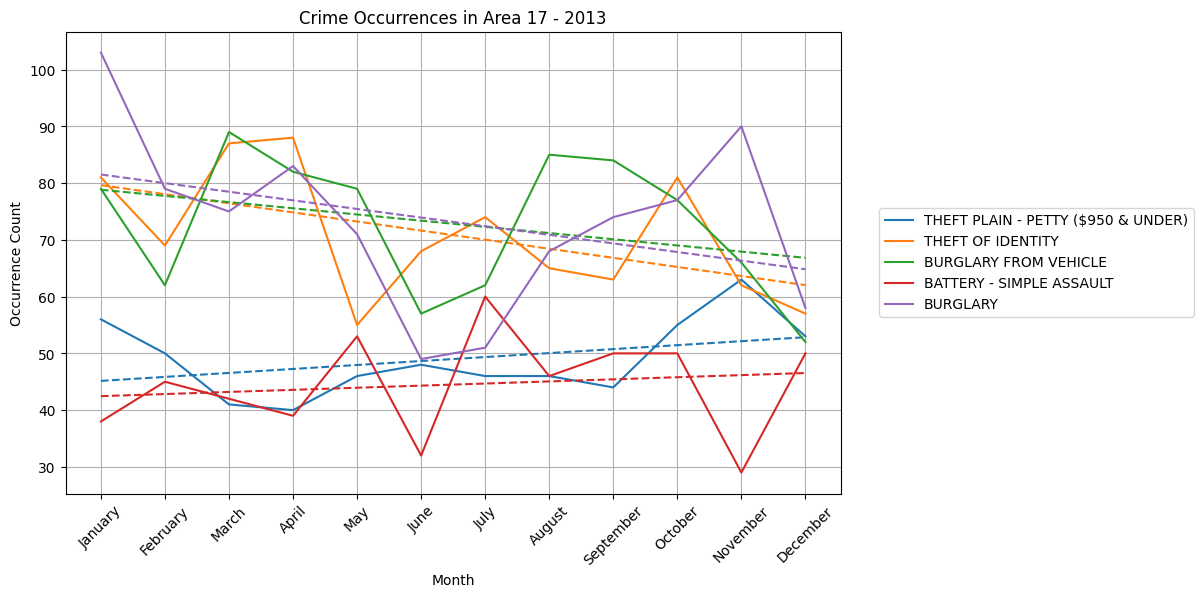 Crime Occurrences in Area 17 - 2013
Occurrence Count
100
90
80
70
60
50
40
30
January
February
March
April
May
June
July
August
September
October
November
December
Month
THEFT PLAIN - PETTY ($950 & UNDER)
THEFT OF IDENTITY
BURGLARY FROM VEHICLE
BATTERY - SIMPLE ASSAULT
BURGLARY